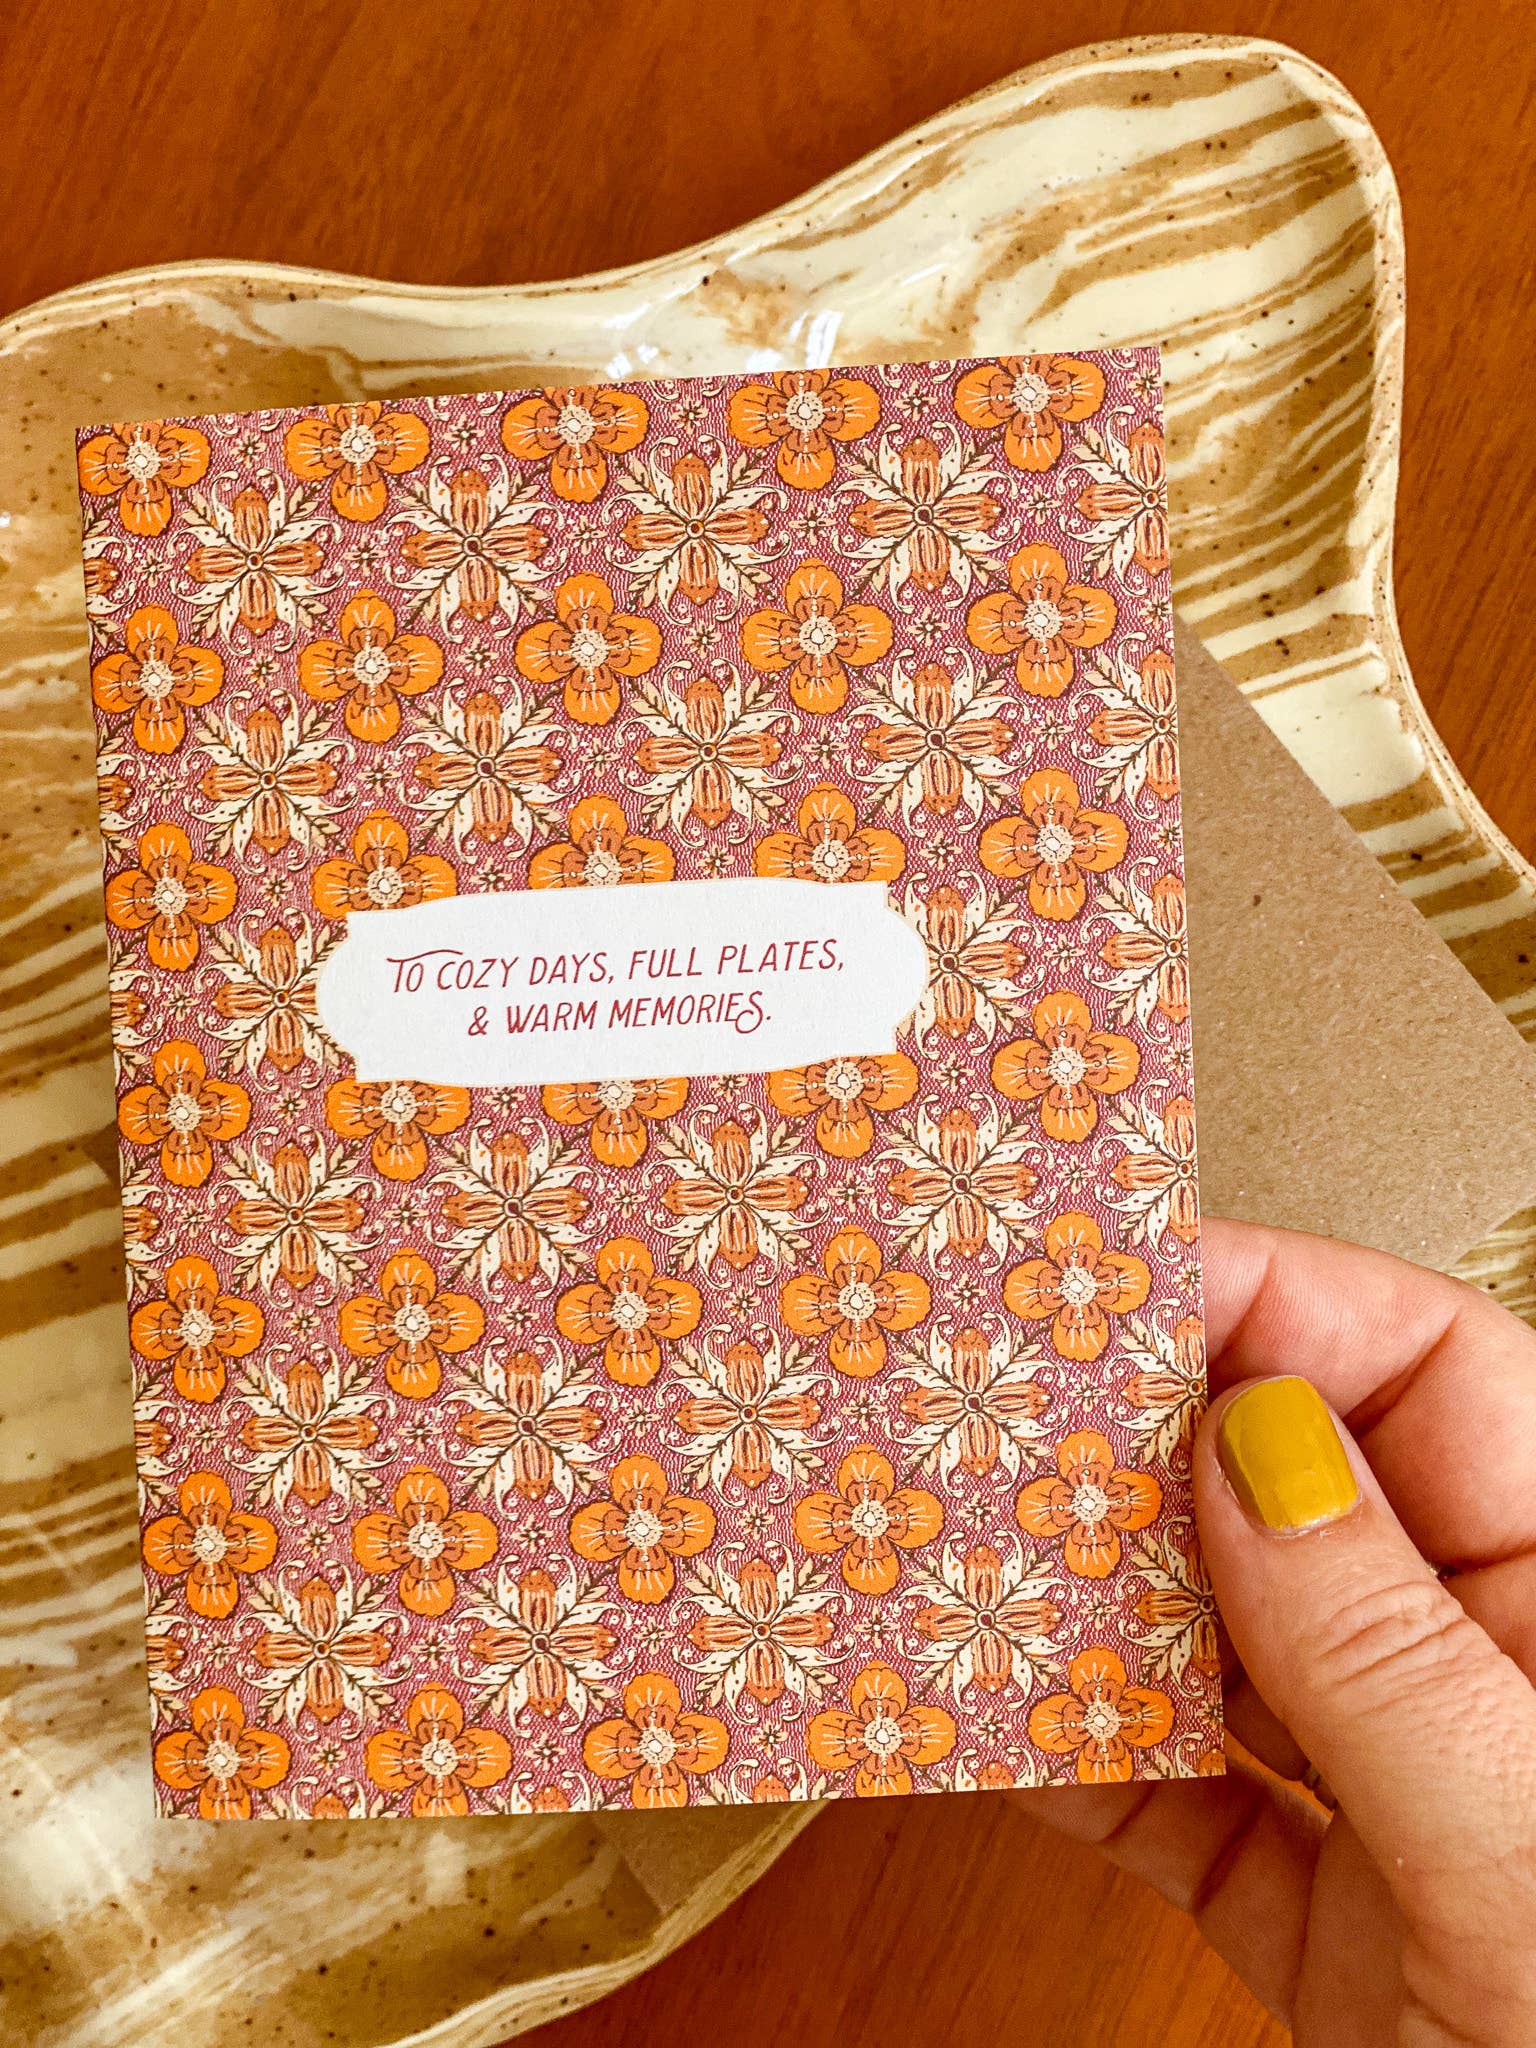 TO COZY DAYS, FULL PLATES,
& WARM MEMORIES.